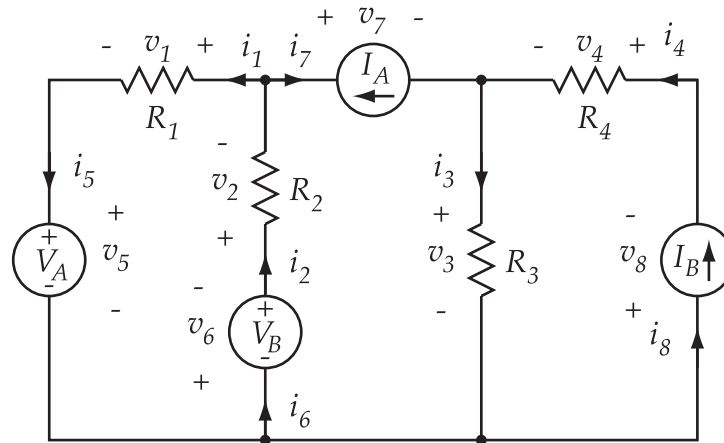 + v7 -
- v1 + i1 i7 IA - v4 + i4
R1 R4
i5 - v2 + R2 i3
+ v5 - VA + -
i2 + v3 - R3 - v8 + IB
- v6 + VB + -
i8
i6